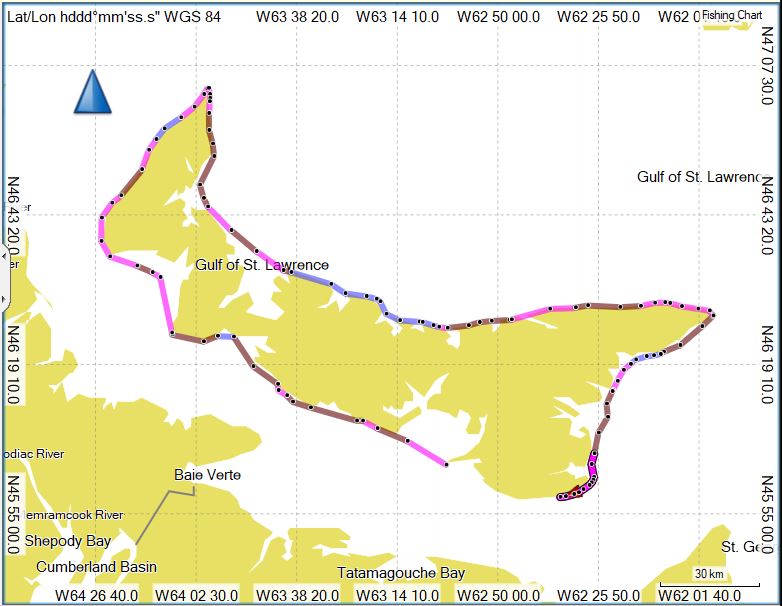 Lat/Lon hddd°mm'ss.s" WGS 84
W63 38 20.0
W63 14 10.0
W62 50 00.0
W62 25 50.0
W62 0
Fishing Chart
N47 07 30.0
Gulf of St. Lawrenc
N46 43 20.0
N46 43 20.0
er
er
Gulf of St. Lawrence
N46 19 10.0
N46 19 10.0
odiac River
Baie Verte
N45 55 00.0
N45 55 00.0
emramcook River
Shepody Bay
St. Ge
Cumberland Basin
Tatamagouche Bay
30 km
W64 26 40.0
W64 02 30.0
W63 38 20.0
W63 14 10.0
W62 50 00.0
W62 25 50.0
W62 01 40.0